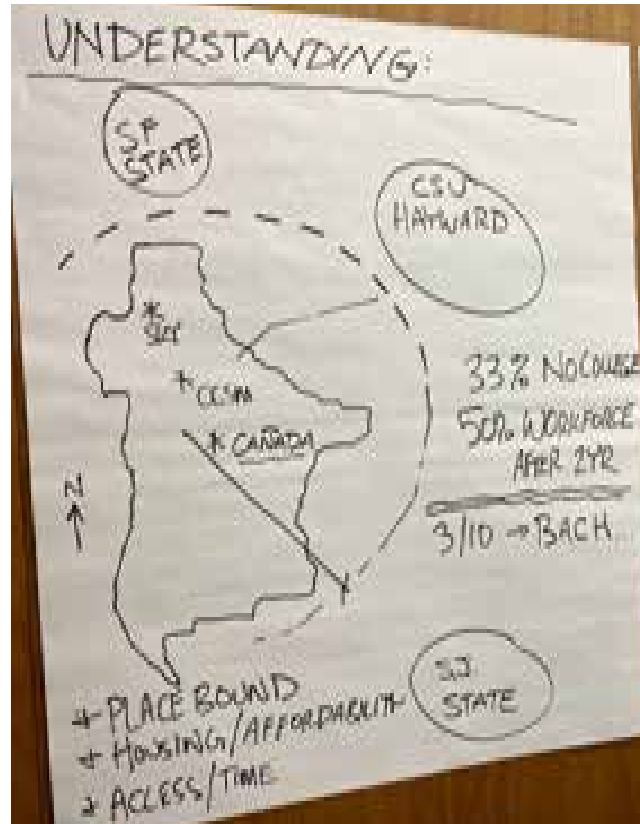 UNDERSTANDING:
SF
STATE
CSU
HAYWARD
* SKY
* CCSM
* CAÑADA
N
33% NO COLLEGE
50% WORKFORCE
AFTER 2YR
3/10 → BACH
S.J.
STATE
* PLACE BOUND
* HOUSING/AFFORDABILITY
* ACCESS/TIME